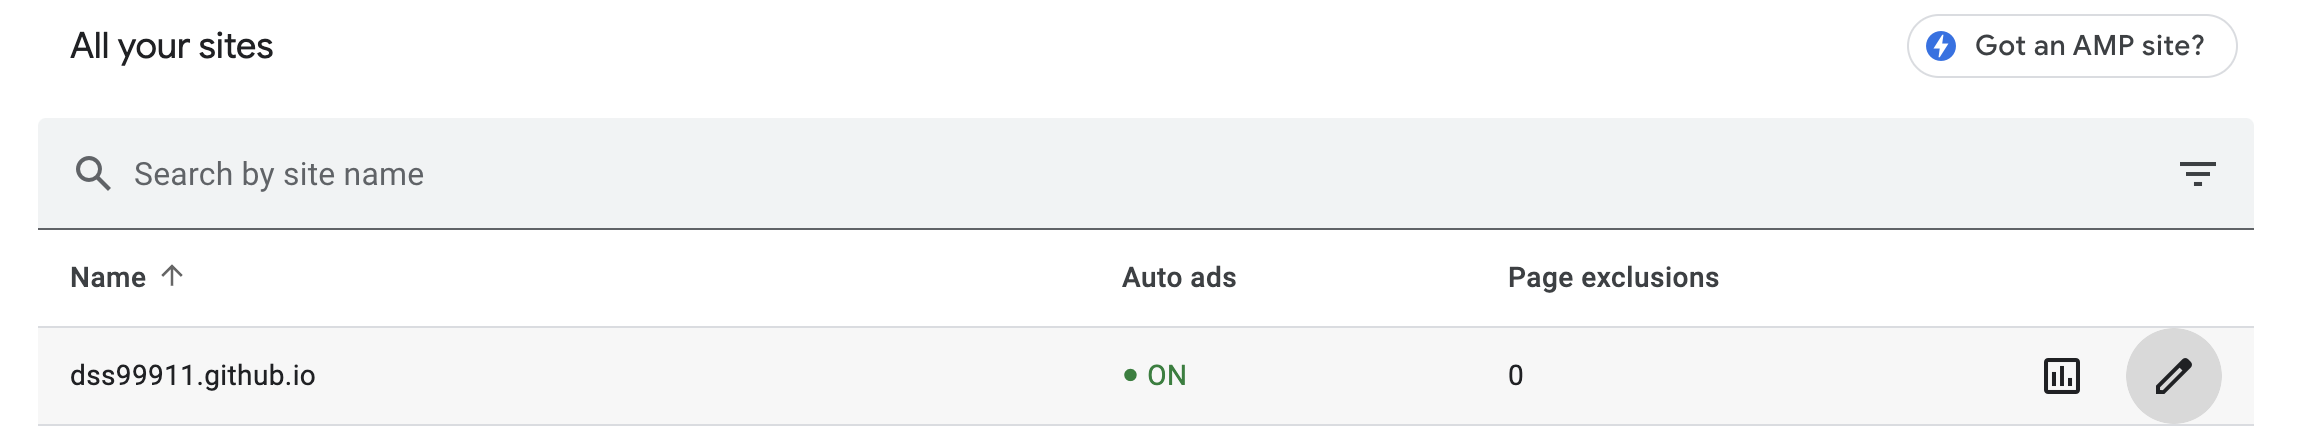 All your sites
Got an AMP site?
Search by site name
Name Auto ads Page exclusions
dss99911.github.io ON 0